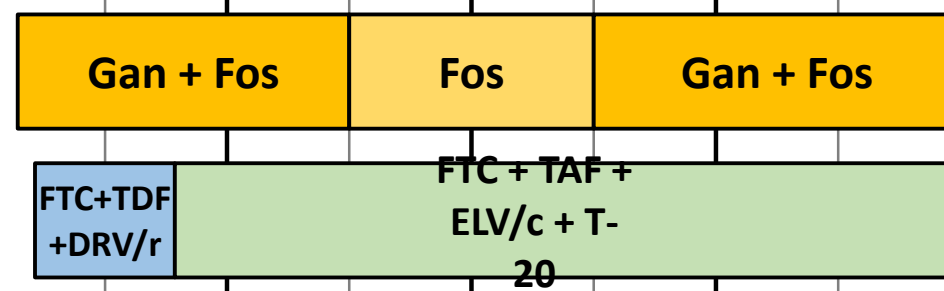 Gan + Fos
Fos
Gan + Fos
FTC+TDF
+DRV/r
FTC + TAF +
ELV/c + T-
20